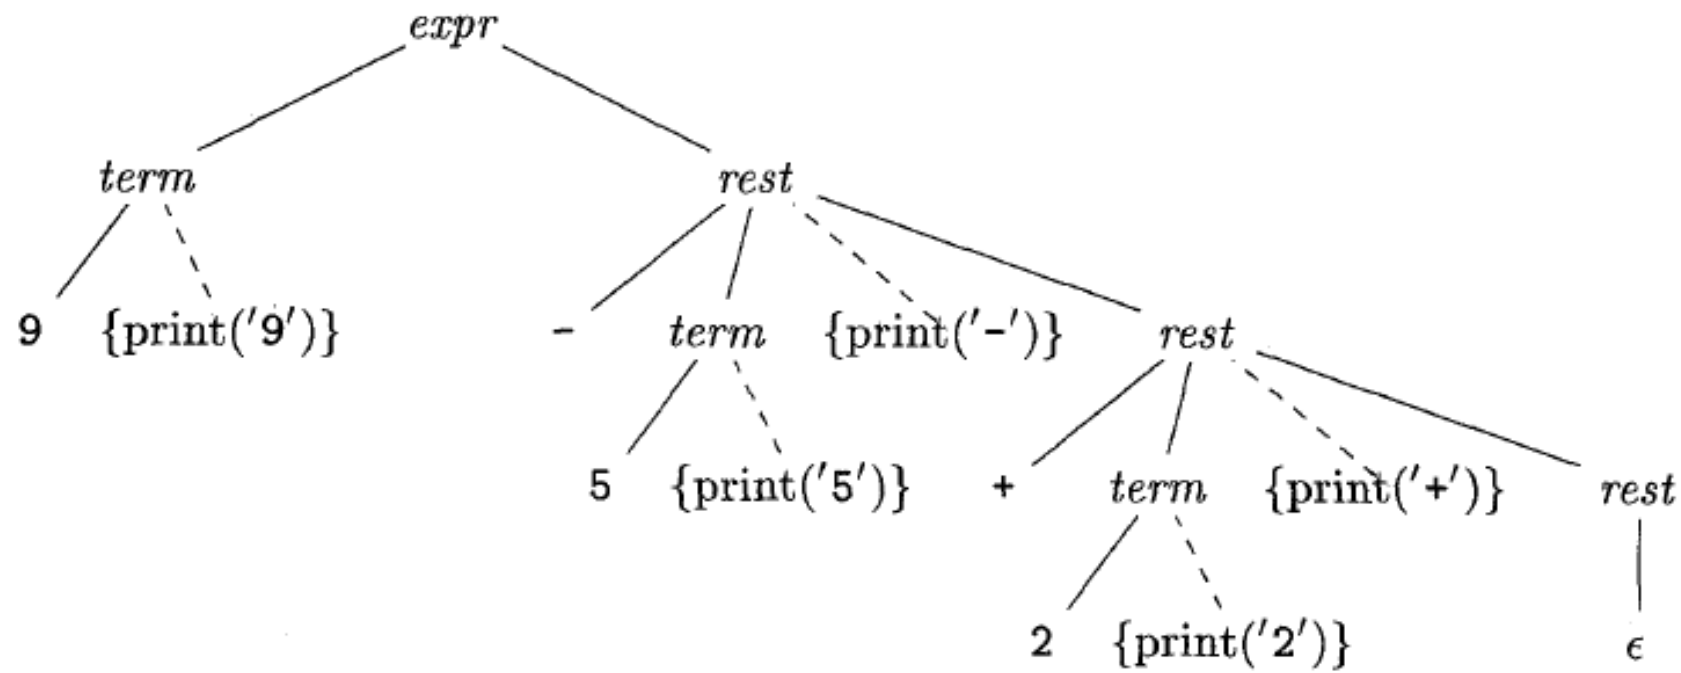 expr
term rest
9 {print('9')} - term {print('-')} rest
5 {print('5')} + term {print('+')} rest
2 {print('2')} ϵ